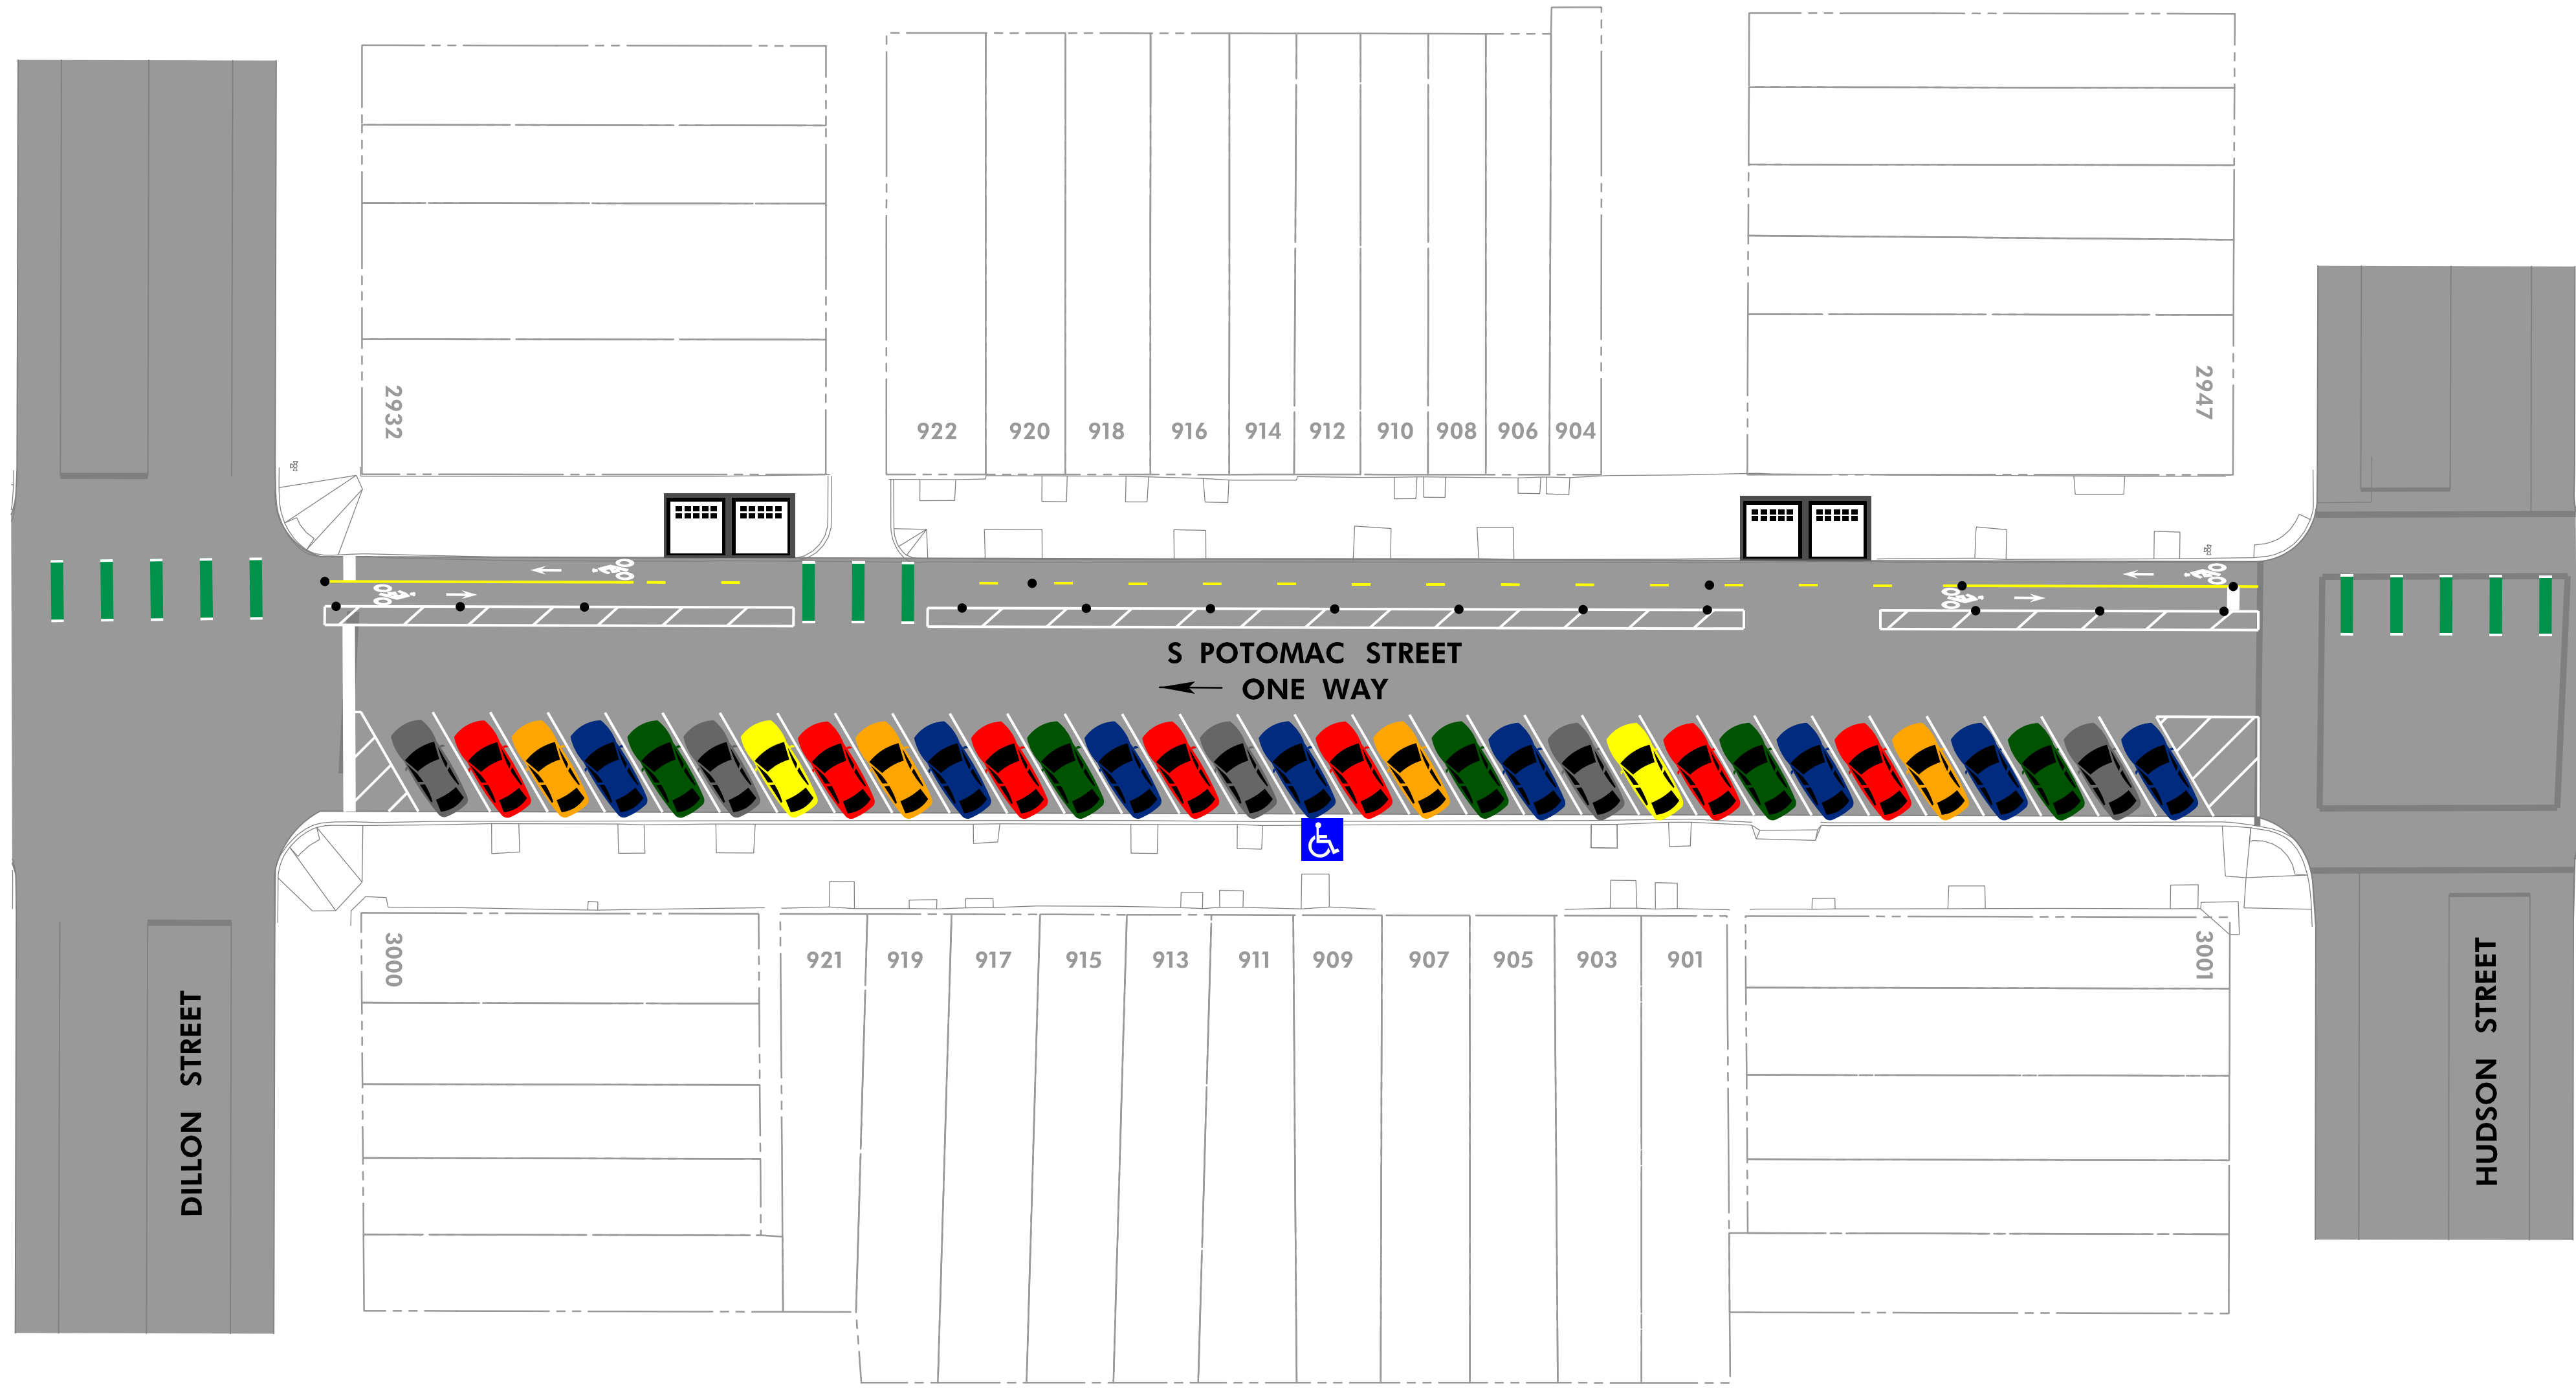 2932
922 920 918 916 914 912 910 908 906 904
2947
S POTOMAC STREET
ONE WAY
3000
921 919 917 915 913 911 909 907 905 903 901
3001
DILLON STREET
HUDSON STREET